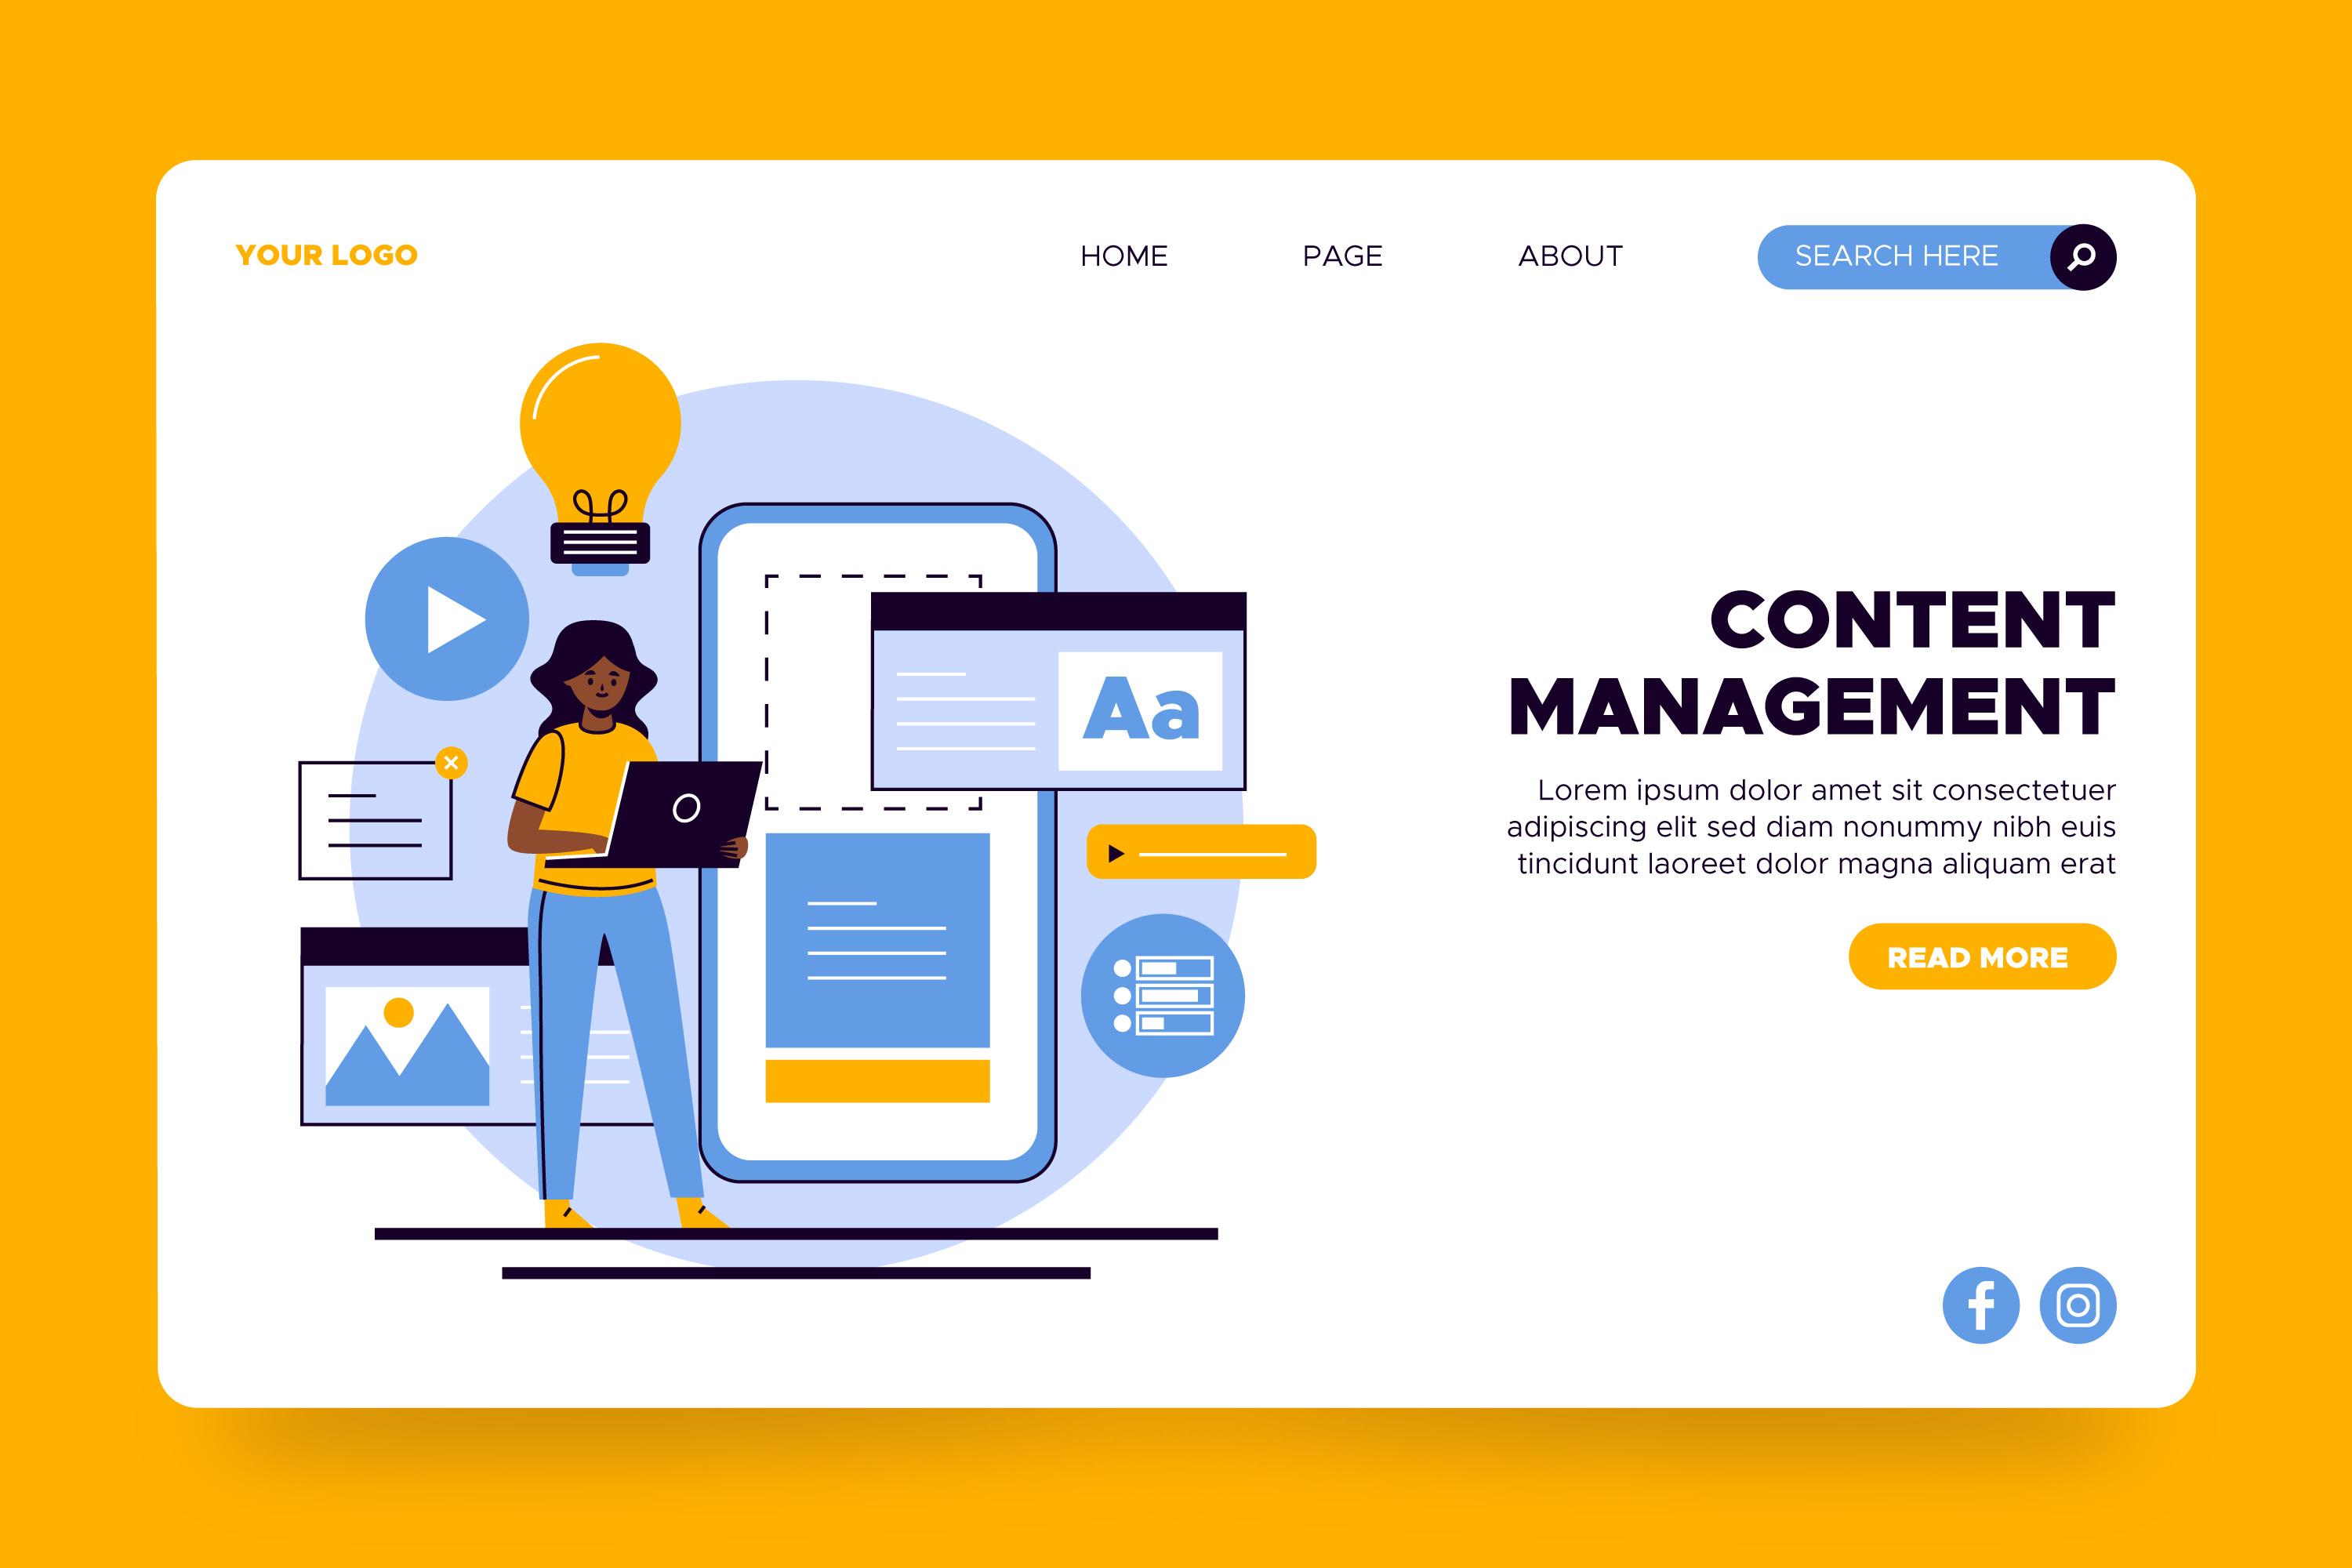 YOUR LOGO
HOME
PAGE
ABOUT
SEARCH HERE
Aa
CONTENT
MANAGEMENT
Lorem ipsum dolor amet sit consectetuer
adipiscing elit sed diam nonummy nibh euis
tincidunt laoreet dolor magna aliquam erat
READ MORE